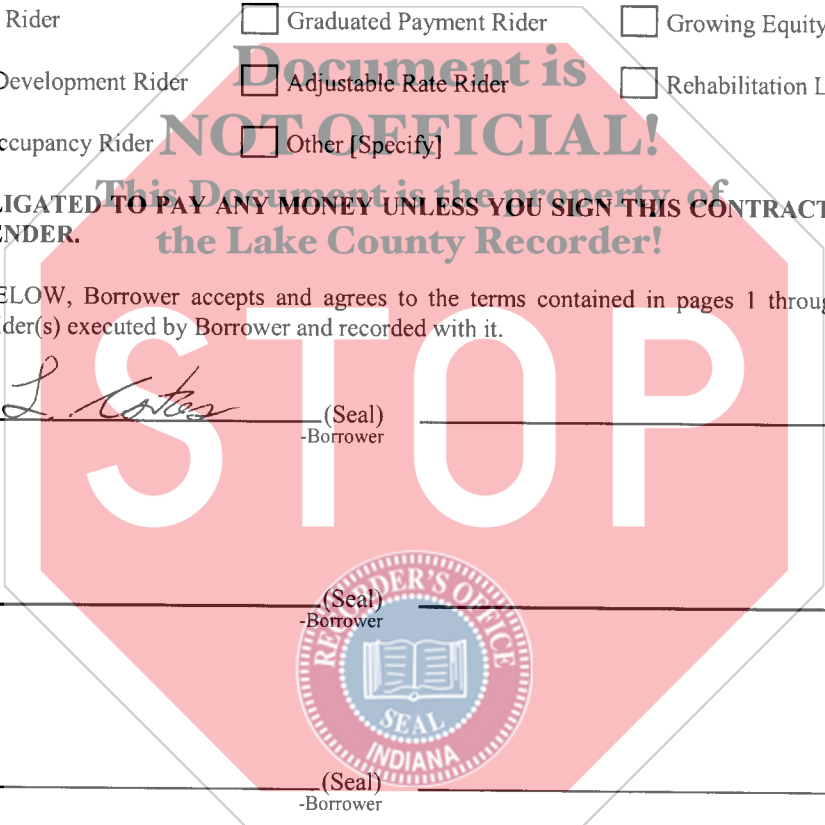 Rider Graduated Payment Rider Growing Equity
Document is
Development Rider Adjustable Rate Rider Rehabilitation L
NOT OFFICIAL!
ccupancy Rider Other [Specify]
This Document is the property of
LIGATED TO PAY ANY MONEY UNLESS YOU SIGN THIS CONTRACT
ENDER.
the Lake County Recorder!
ELOW, Borrower accepts and agrees to the terms contained in pages 1 throug
der(s) executed by Borrower and recorded with it.
STOP
L.
(Seal)
-Borrower
(Seal)
-Borrower
RECORDER'S OFFICE
SEAL
INDIANA
(Seal)
-Borrower